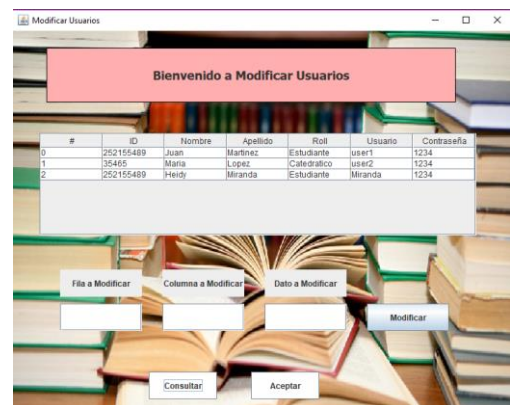 Modificar Usuarios
Bienvenido a Modificar Usuarios
# ID Nombre Apellido Roll Usuario Contraseña
0 252155489 Juan Martinez Estudiante user1 1234
1 35465 Maria Lopez Catedratico user2 1234
2 252155489 Heidy Miranda Estudiante Miranda 1234
Fila a Modificar Columna a Modificar Dato a Modificar
Modificar
Consultar Aceptar